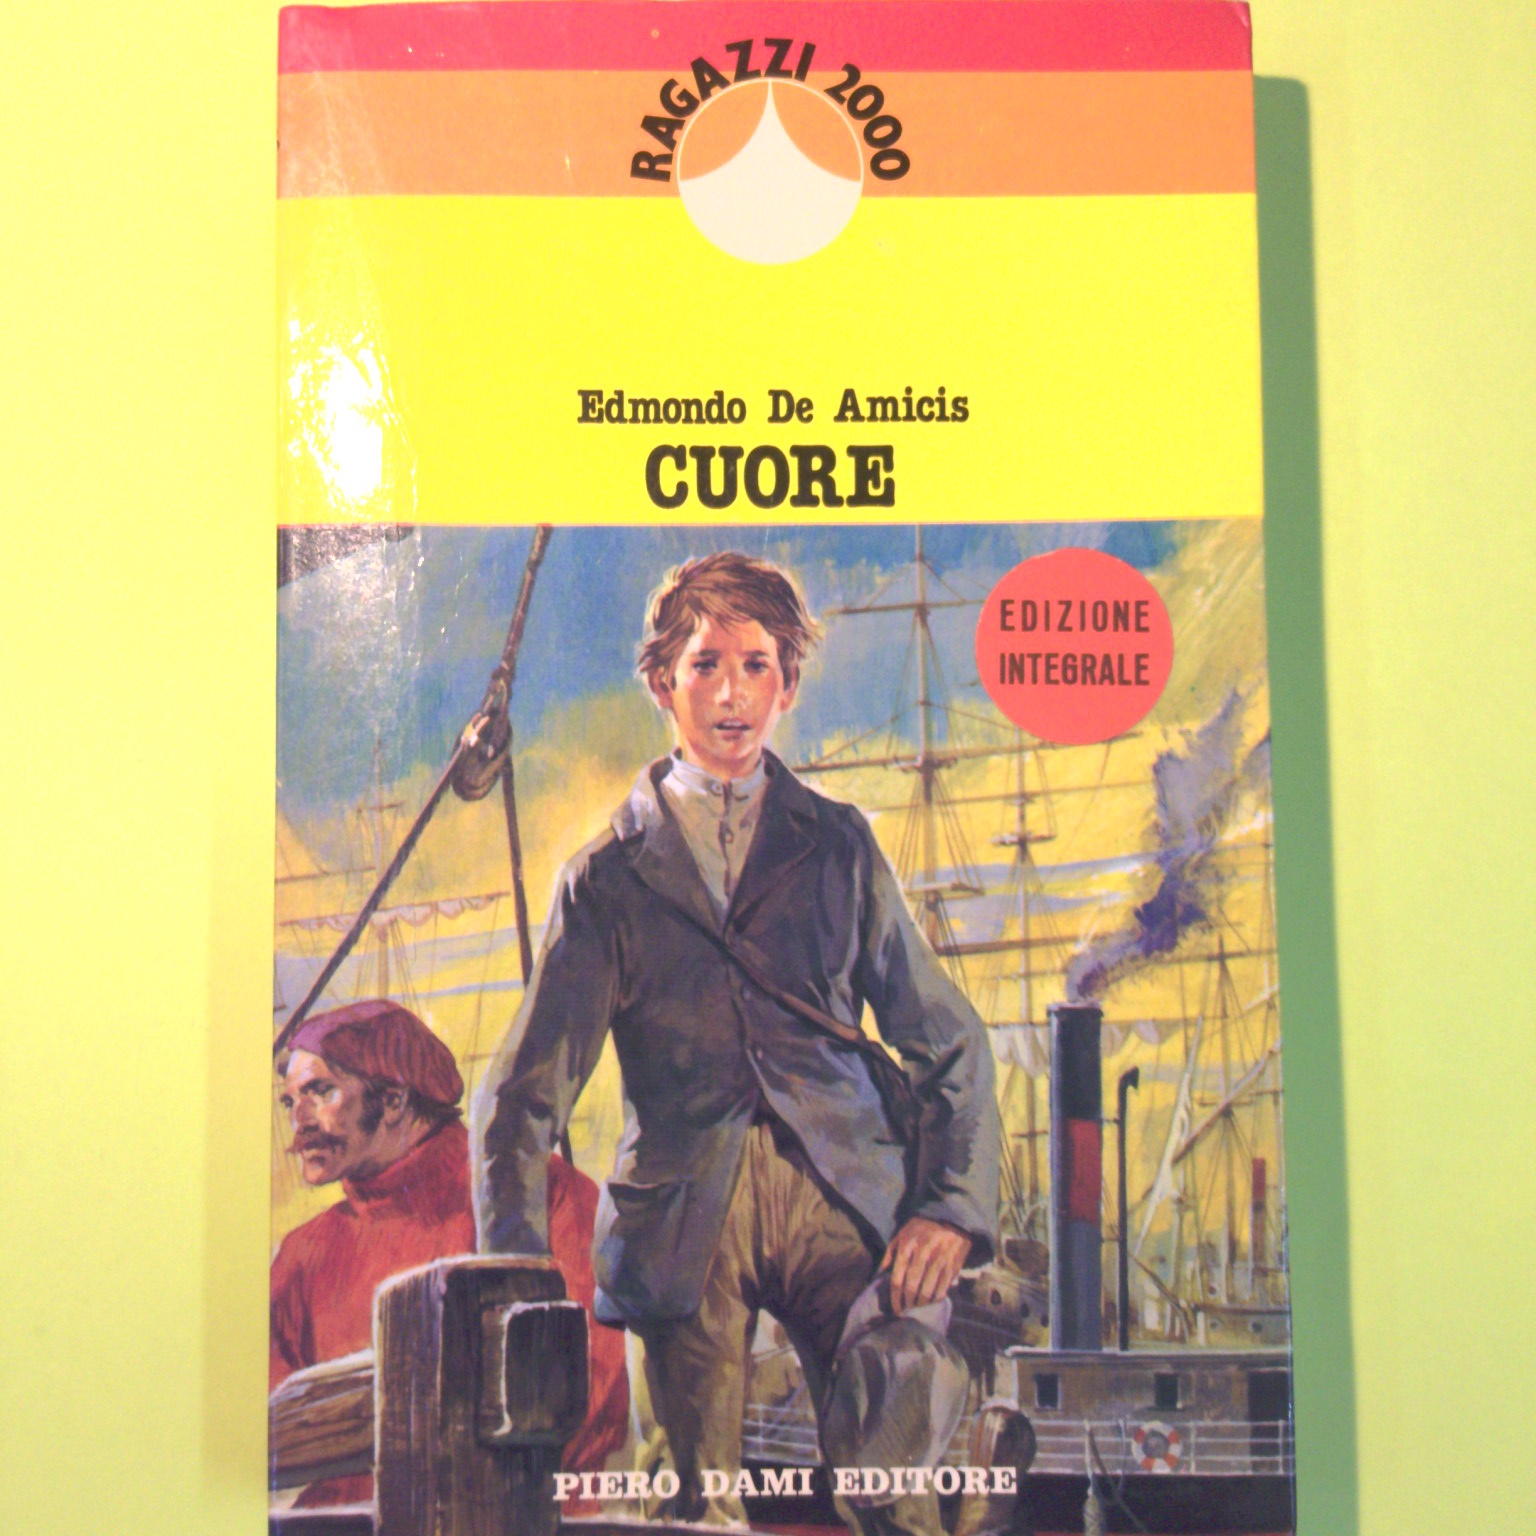 RAGAZZI 2000
Edmondo De Amicis
CUORE
EDIZIONE
INTEGRALE
PIERO DAMI EDITORE